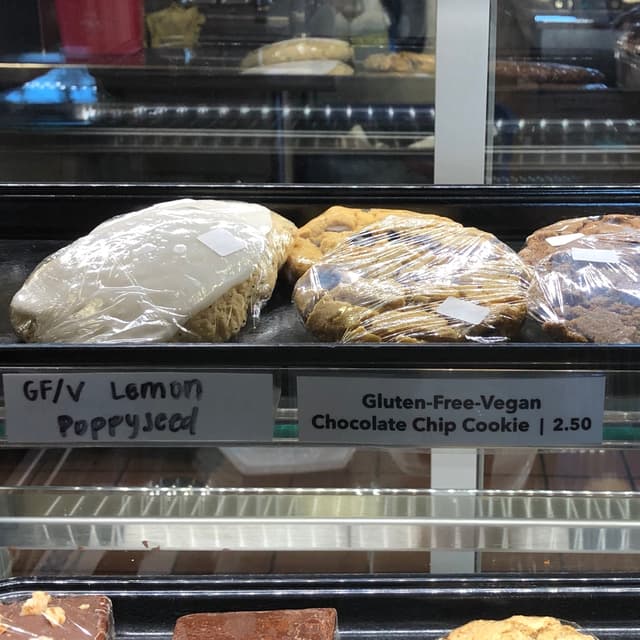 GF/V Lemon
Poppyseed
Gluten-Free-Vegan
Chocolate Chip Cookie | 2.50